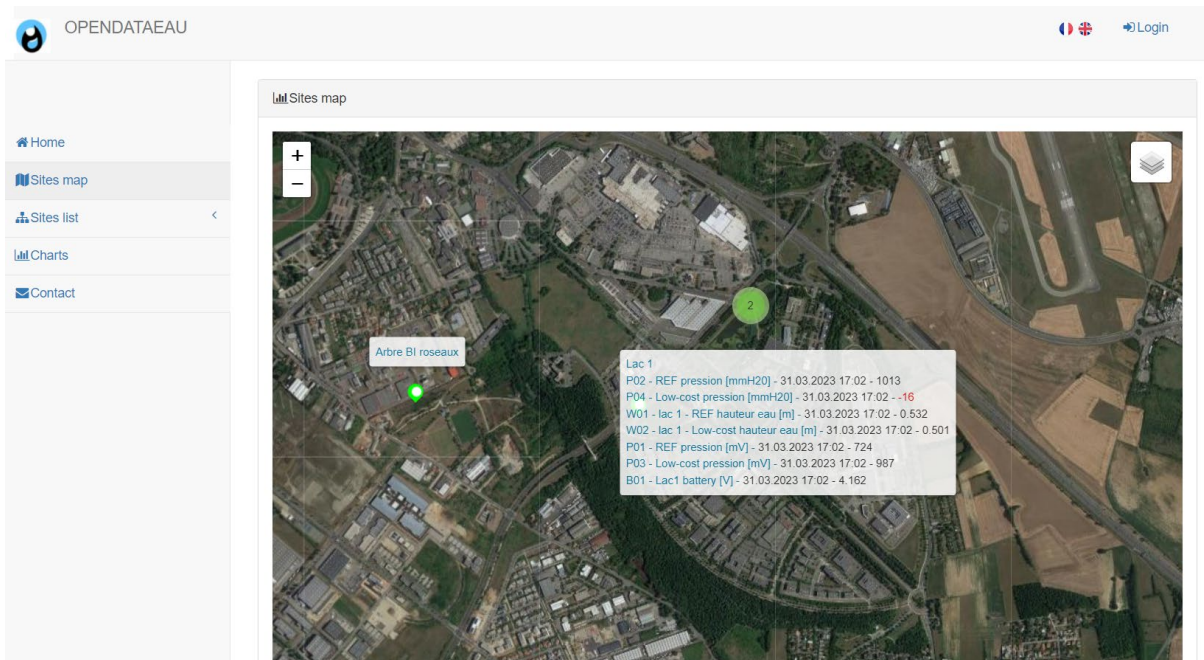 OPENDATAEAU
Login
Sites map
Home
Sites map
Sites list
Charts
Contact
+
−
2
Arbre BI roseaux
Lac 1
P02 - REF pression [mmH20] - 31.03.2023 17:02 - 1013
P04 - Low-cost pression [mmH20] - 31.03.2023 17:02 - -16
W01 - lac 1 - REF hauteur eau [m] - 31.03.2023 17:02 - 0.532
W02 - lac 1 - Low-cost hauteur eau [m] - 31.03.2023 17:02 - 0.501
P01 - REF pression [mV] - 31.03.2023 17:02 - 724
P03 - Low-cost pression [mV] - 31.03.2023 17:02 - 987
B01 - Lac1 battery [V] - 31.03.2023 17:02 - 4.162